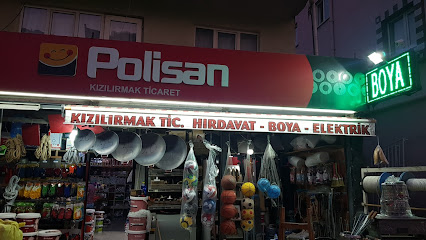 Polisan
KIZILIRMAK TİCARET
BOYA
KIZILIRMAK TİC. HIRDAVAT - BOYA - ELEKTRİK